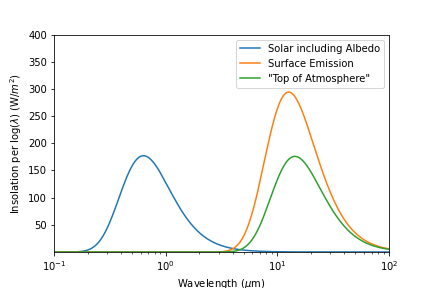 400
350
300
250
200
150
100
50
Insolation per log(λ) (W/m²)
Solar including Albedo
Surface Emission
"Top of Atmosphere"
10⁻¹ 10⁰ 10¹ 10²
Wavelength (μm)